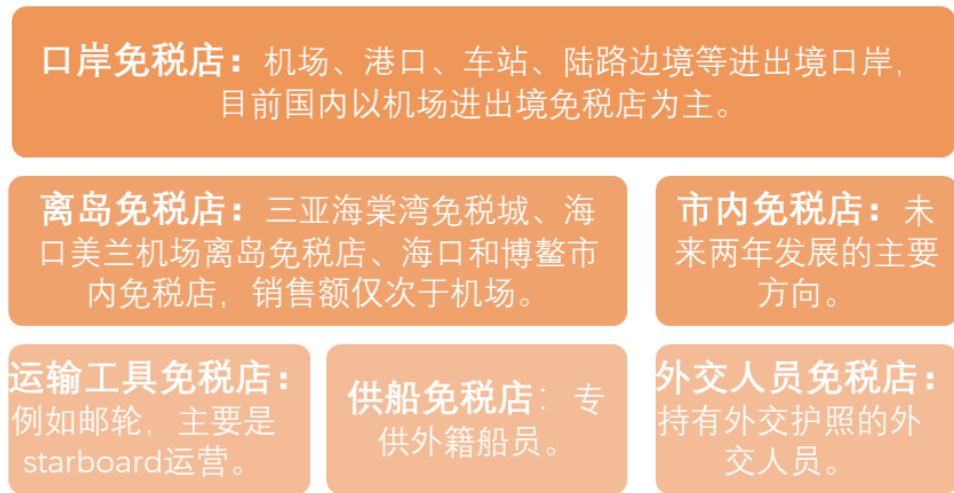 口岸免税店：机场、港口、车站、陆路边境等进出境口岸，
目前国内以机场进出境免税店为主。
离岛免税店：三亚海棠湾免税城、海
口美兰机场离岛免税店、海口和博鳌市
内免税店，销售额仅次于机场。
市内免税店：未
来两年发展的主要
方向。
运输工具免税店：
例如邮轮，主要是
starboard运营。
供船免税店：专
供外籍船员。
外交人员免税店：
持有外交护照的外
交人员。